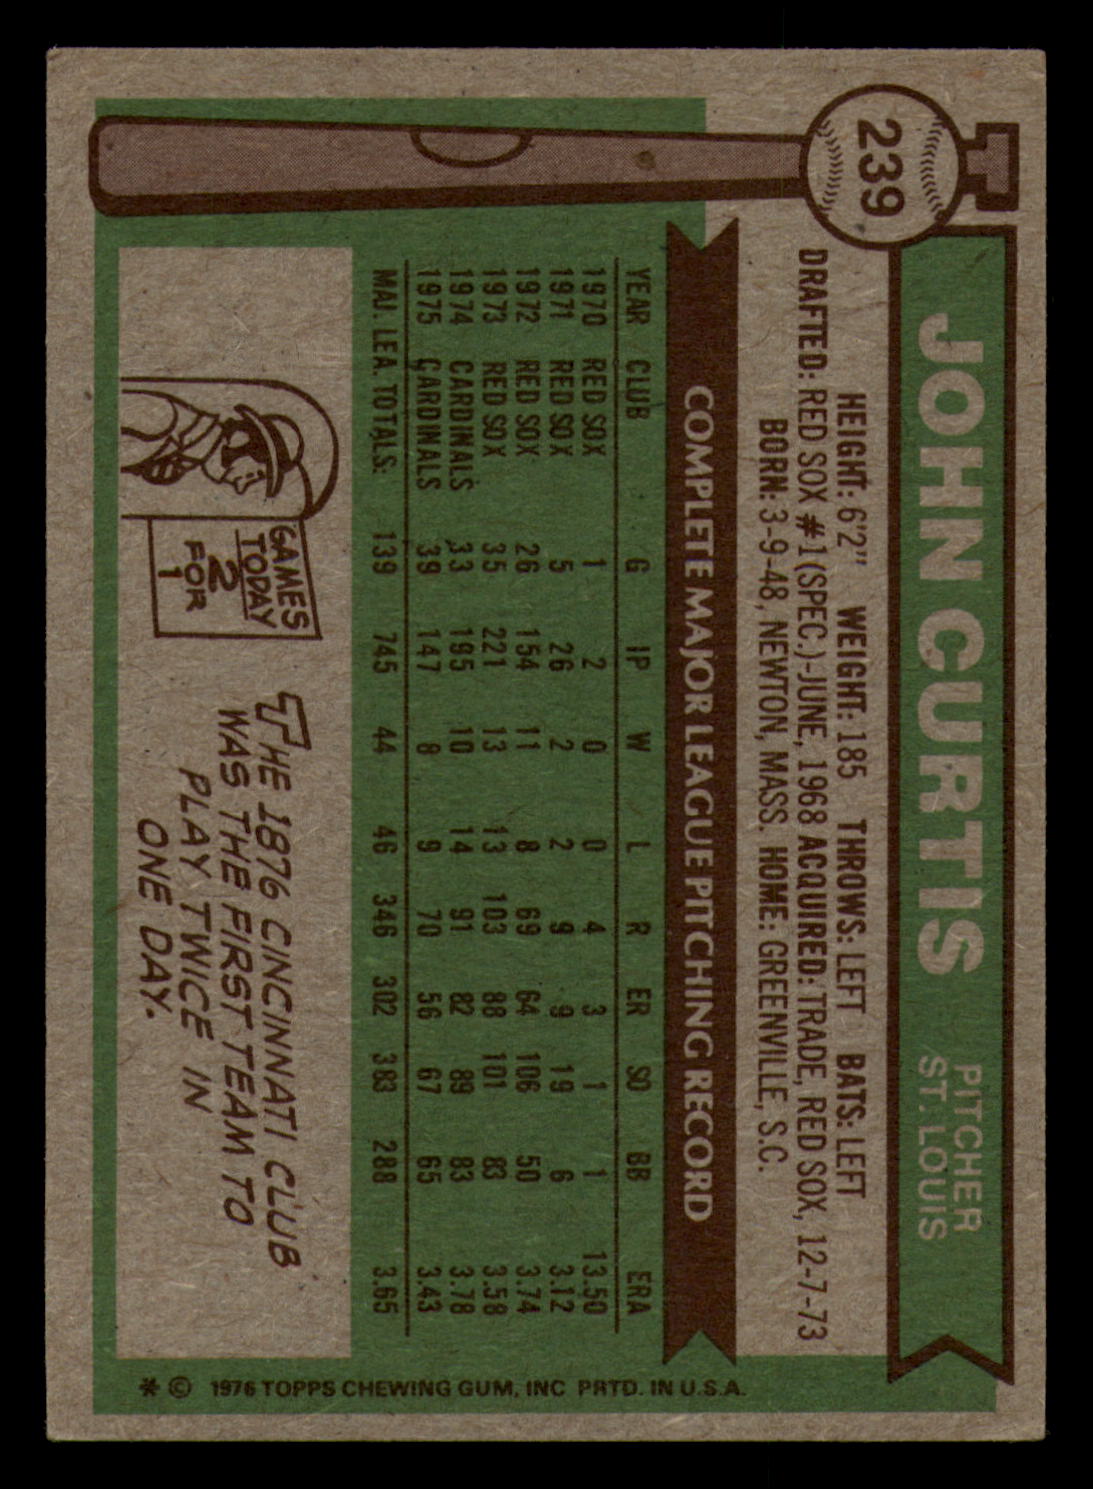 239
JOHN CURTIS
PITCHER
ST. LOUIS
HEIGHT: 6'2" WEIGHT: 185 THROWS: LEFT BATS: LEFT
DRAFTED: RED SOX #1 (SPEC.)-JUNE, 1968 ACQUIRED: TRADE, RED SOX, 12-7-73
BORN: 3-9-48, NEWTON, MASS. HOME: GREENVILLE, S.C.
COMPLETE MAJOR LEAGUE PITCHING RECORD
YEAR CLUB G IP W L R ER SO BB ERA
1970 RED SOX 1 2 0 0 4 3 1 1 13.50
1971 RED SOX 5 26 2 2 9 9 19 6 3.12
1972 RED SOX 26 154 11 8 69 64 106 50 3.74
1973 RED SOX 35 221 13 13 103 88 101 83 3.58
1974 CARDINALS 33 195 10 14 91 82 89 83 3.78
1975 CARDINALS 39 147 8 9 70 56 67 65 3.43
MAJ. LEA. TOTALS: 139 745 44 46 346 302 383 288 3.65
GAMES
TODAY
2
FOR
1
THE 1876 CINCINNATI CLUB
WAS THE FIRST TEAM TO
PLAY TWICE IN
ONE DAY.
* © 1976 TOPPS CHEWING GUM, INC PRTD. IN U.S.A.